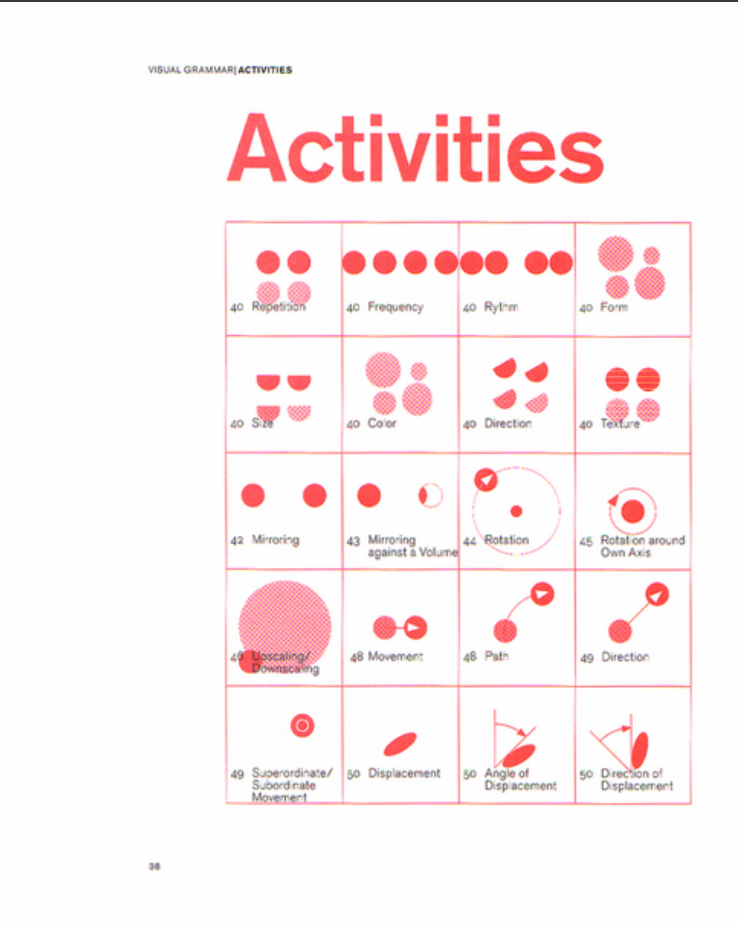 VISUAL GRAMMAR| ACTIVITIES
Activities
40 Repetition
40 Frequency
40 Rythm
40 Form
40 Size
40 Color
40 Direction
40 Texture
42 Mirroring
43 Mirroring
against a Volume
44 Rotation
45 Rotation around
Own Axis
46 Upscaling/
Downscaling
48 Movement
48 Path
49 Direction
49 Superordinate/
Subordinate
Movement
50 Displacement
50 Angle of
Displacement
50 Direction of
Displacement
38